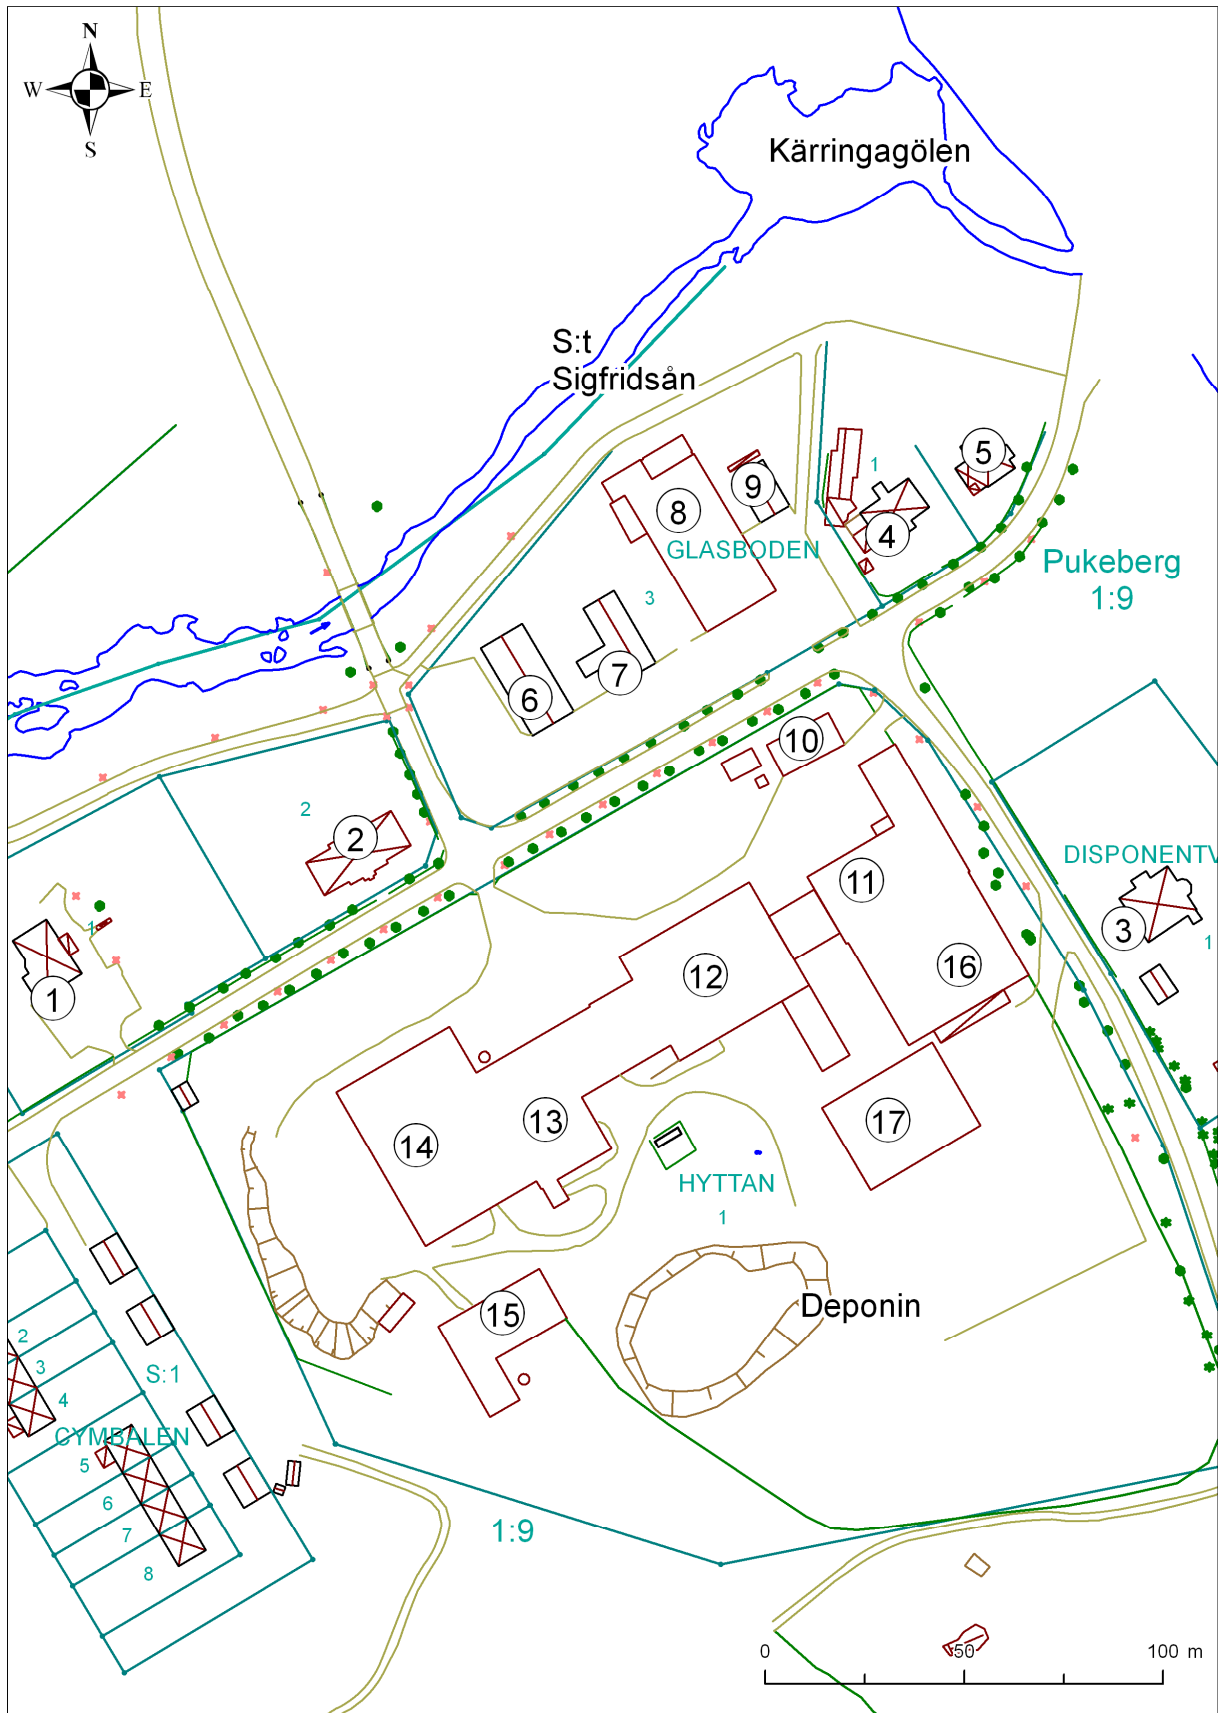 N
W E
S
Kärringagölen
S:t
Sigfridsån
5
1
9
8
4
GLASBODEN
Pukeberg
1:9
3
7
6
10
2
2
DISPONENTV
11
3
1
1
1
16
12
13
17
14
HYTTAN
1
Deponin
15
2
3
4
S:1
CYMBALEN
5
6
7
8
1:9
0 50 100 m